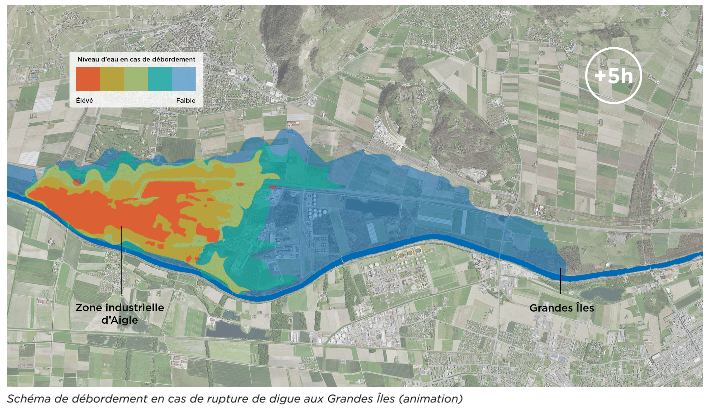 Niveau d'eau en cas de débordement
Élévé
Faible
+5h
Zone industrielle
d'Aigle
Grandes Îles
Schéma de débordement en cas de rupture de digue aux Grandes Îles (animation)